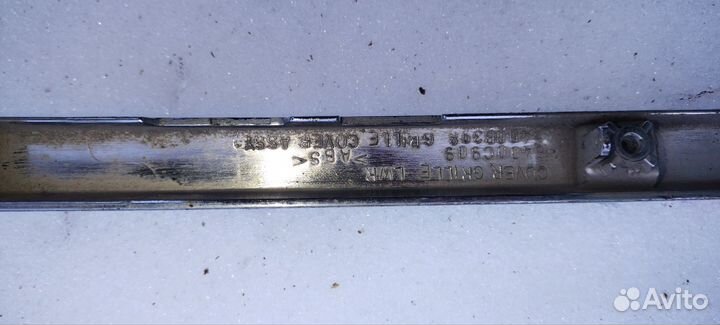 COVER GRILLE LWR
>ABS<
GRILLE COVER ASSY
Avito